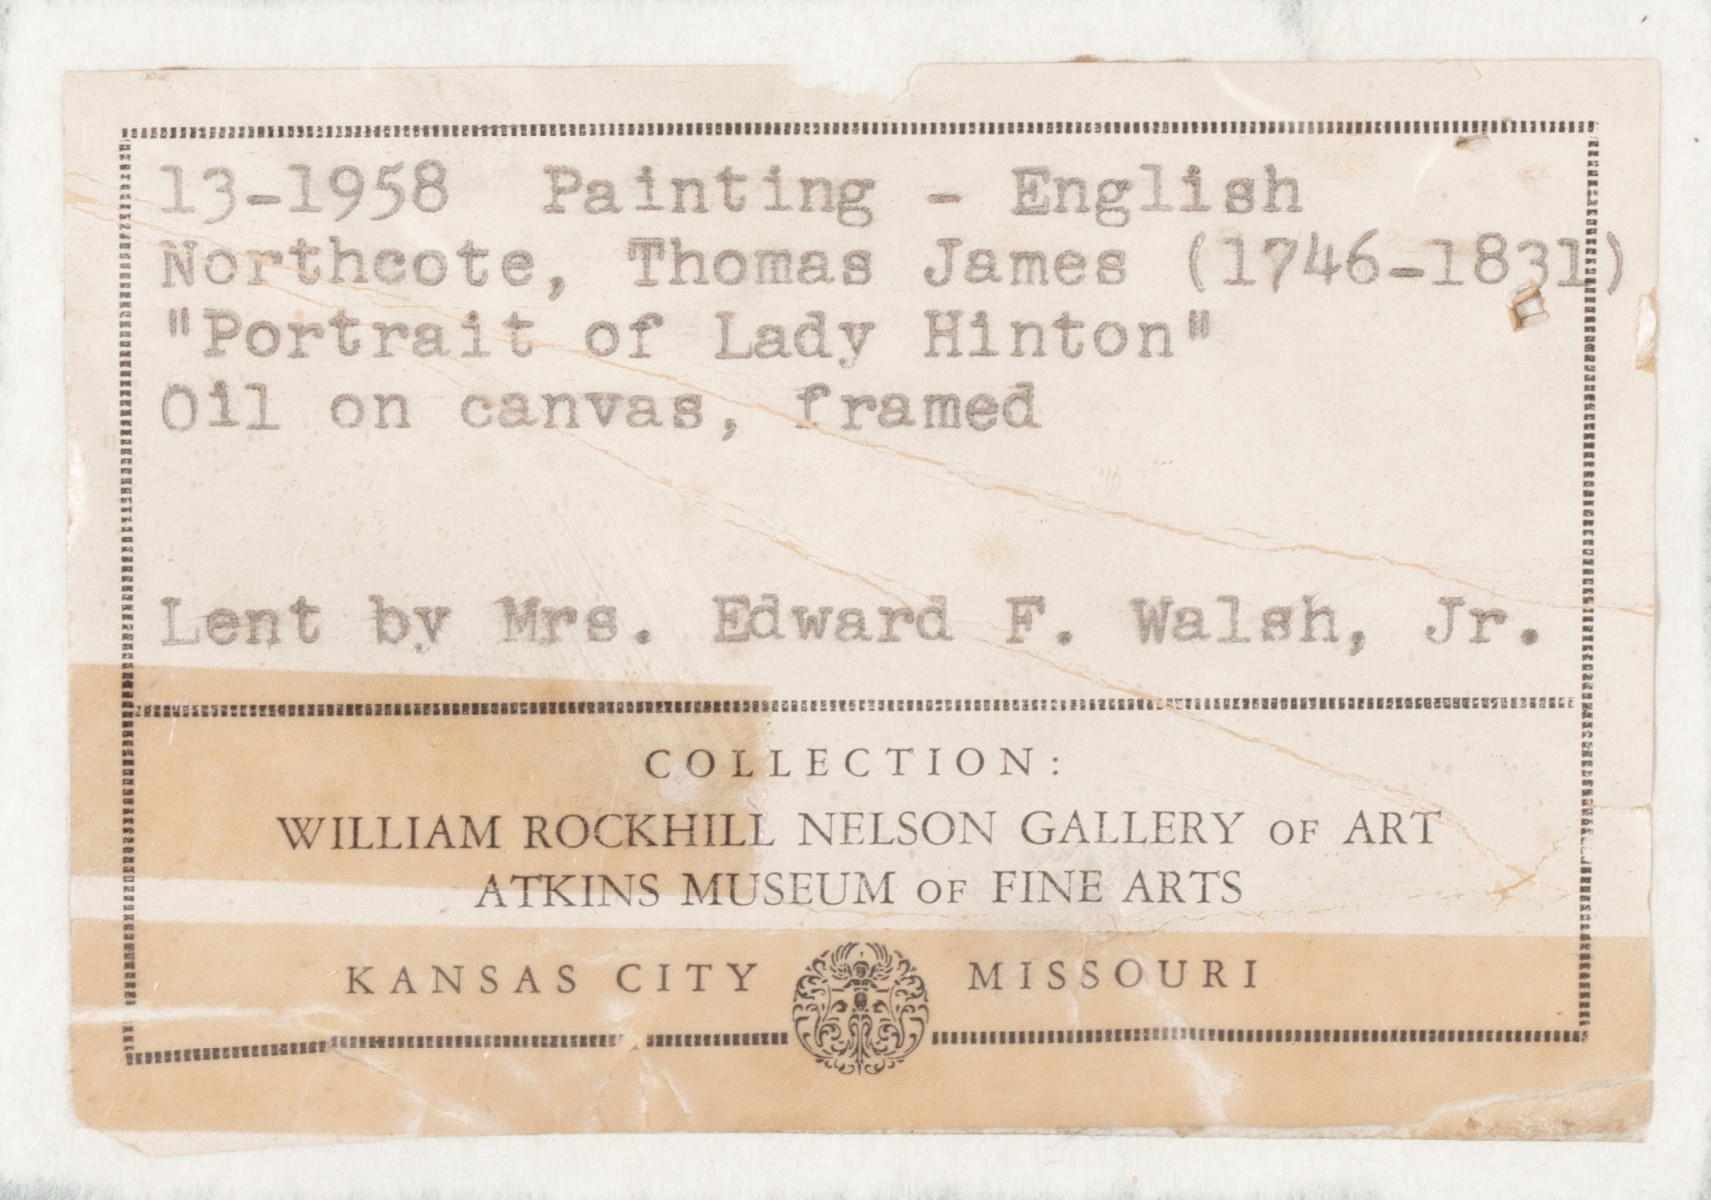 13-1958 Painting - English
Northcote, Thomas James (1746-1831)
"Portrait of Lady Hinton"
Oil on canvas, framed
Lent by Mrs. Edward F. Walsh, Jr.
COLLECTION:
WILLIAM ROCKHILL NELSON GALLERY OF ART
ATKINS MUSEUM OF FINE ARTS
KANSAS CITY MISSOURI